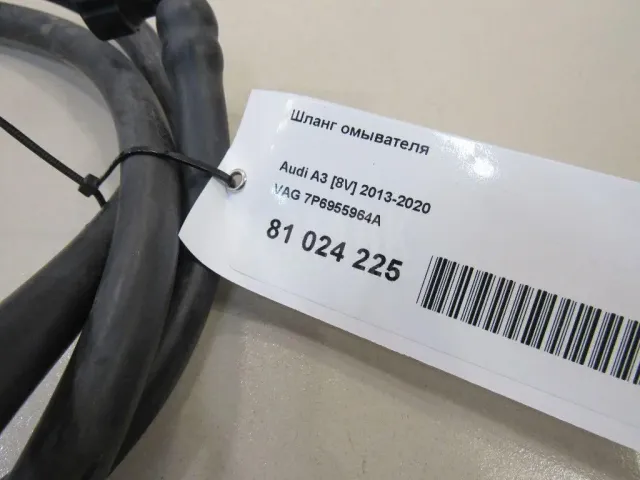 Шланг омывателя
Audi A3 [8V] 2013-2020
VAG 7P6955964A
81 024 225